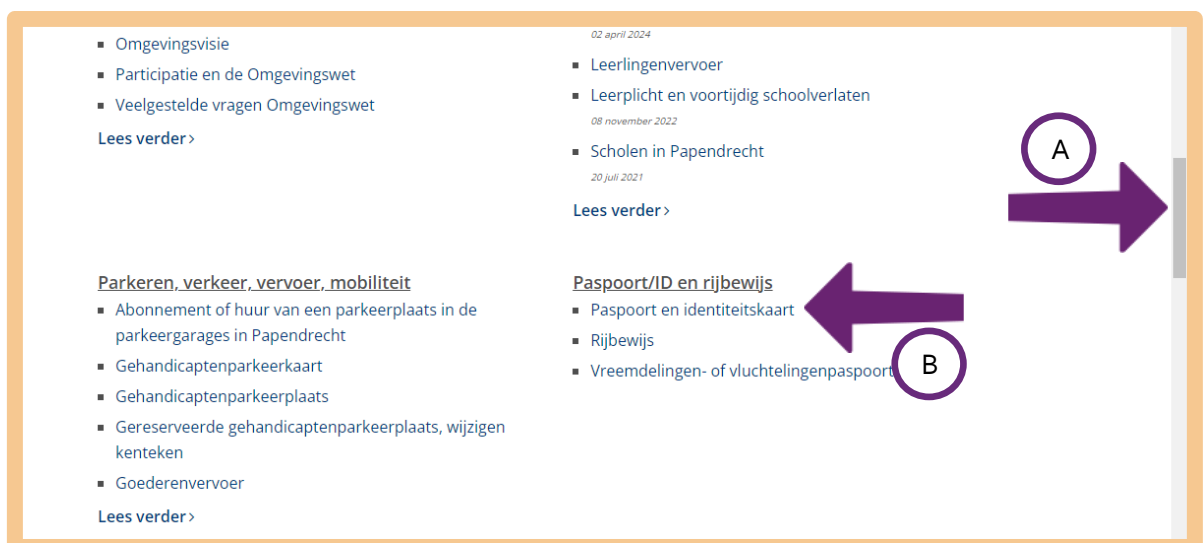 Omgevingsvisie
Participatie en de Omgevingswet
Veelgestelde vragen Omgevingswet
Lees verder >
02 april 2024
Leerlingenvervoer
Leerplicht en voortijdig schoolverlaten
08 november 2022
Scholen in Papendrecht
20 juli 2021
Lees verder >
A
Parkeren, verkeer, vervoer, mobiliteit
Abonnement of huur van een parkeerplaats in de
parkeergarages in Papendrecht
Gehandicaptenparkeerkaart
Gehandicaptenparkeerplaats
Gereserveerde gehandicaptenparkeerplaats, wijzigen
kenteken
Goederenvervoer
Lees verder >
Paspoort/ID en rijbewijs
Paspoort en identiteitskaart
Rijbewijs
Vreemdelingen- of vluchtelingenpaspoort
B